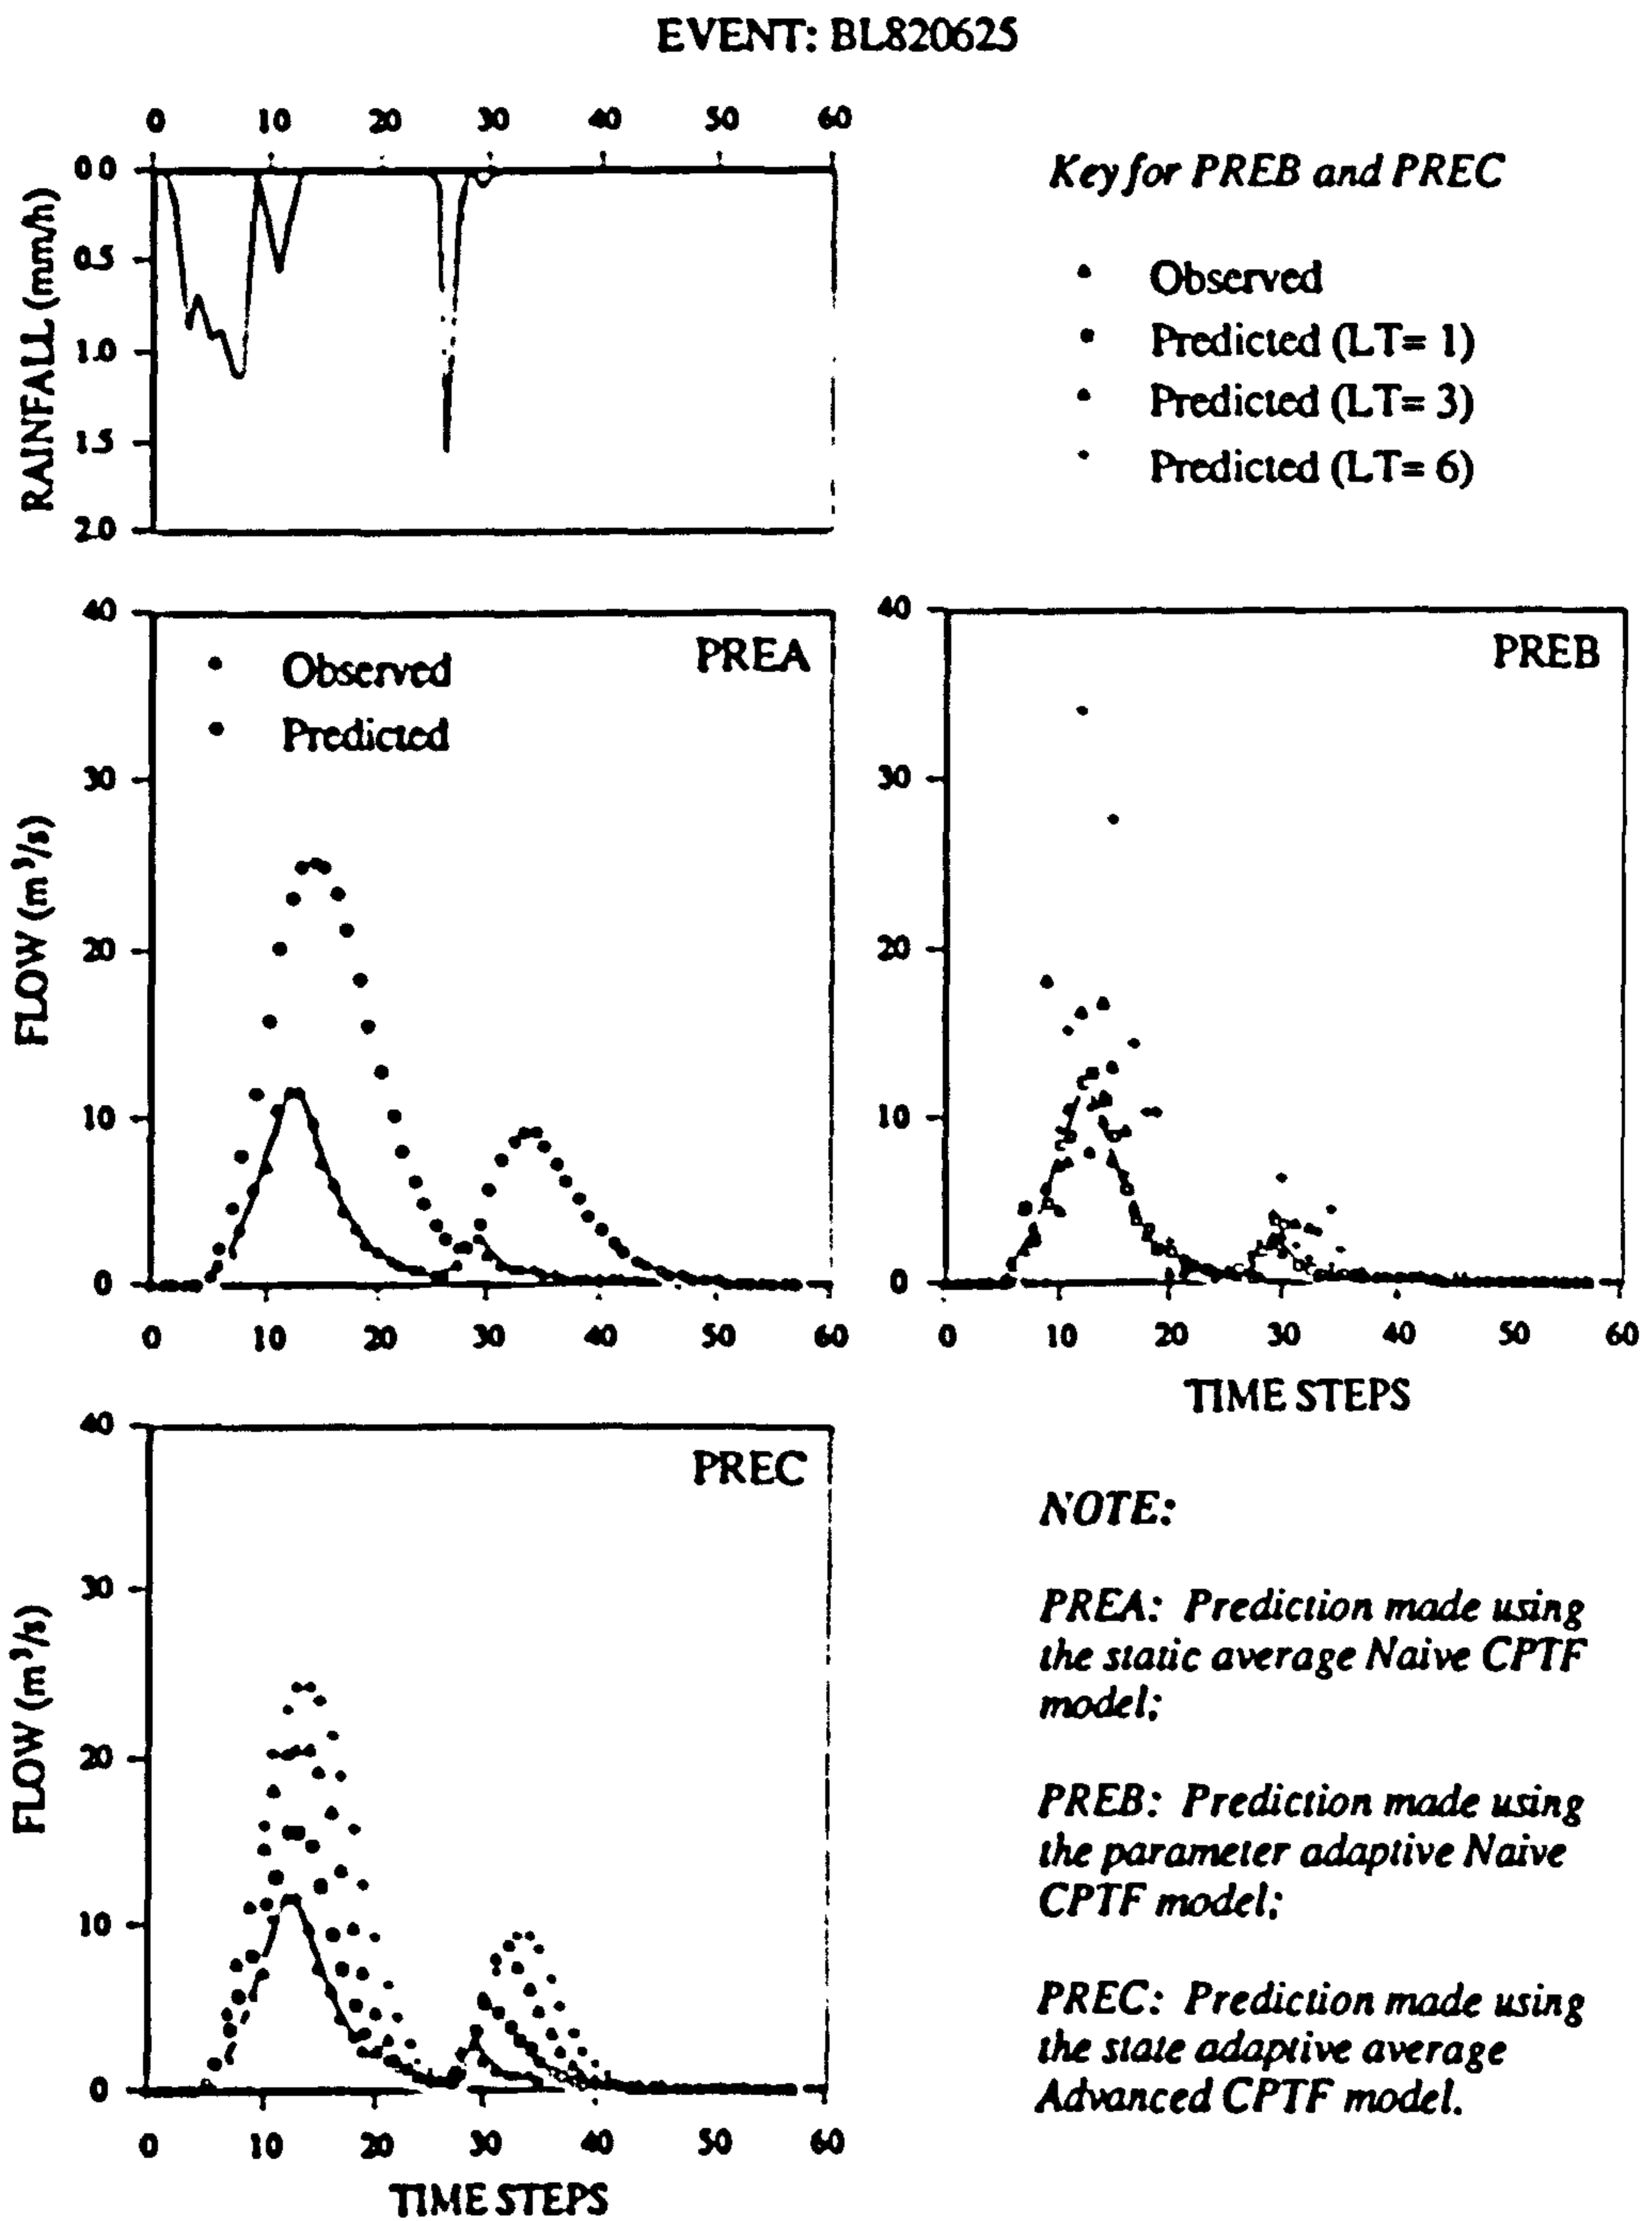 EVENT: BL820625
0 10 20 30 40 50 60
RAINFALL (mm/h)
0.0
0.5
1.0
1.5
2.0
Key for PREB and PREC
Observed
Predicted (LT= 1)
Predicted (LT= 3)
Predicted (LT= 6)
FLOW (m³/s)
40
30
20
10
0
PREA
Observed
Predicted
0 10 20 30 40 50 60
40
30
20
10
0
PREB
0 10 20 30 40 50 60
TIME STEPS
FLOW (m³/s)
40
30
20
10
0
PREC
0 10 20 30 40 50 60
TIME STEPS
NOTE:
PREA: Prediction made using
the static average Naive CPTF
model;
PREB: Prediction made using
the parameter adaptive Naive
CPTF model;
PREC: Prediction made using
the state adaptive average
Advanced CPTF model.